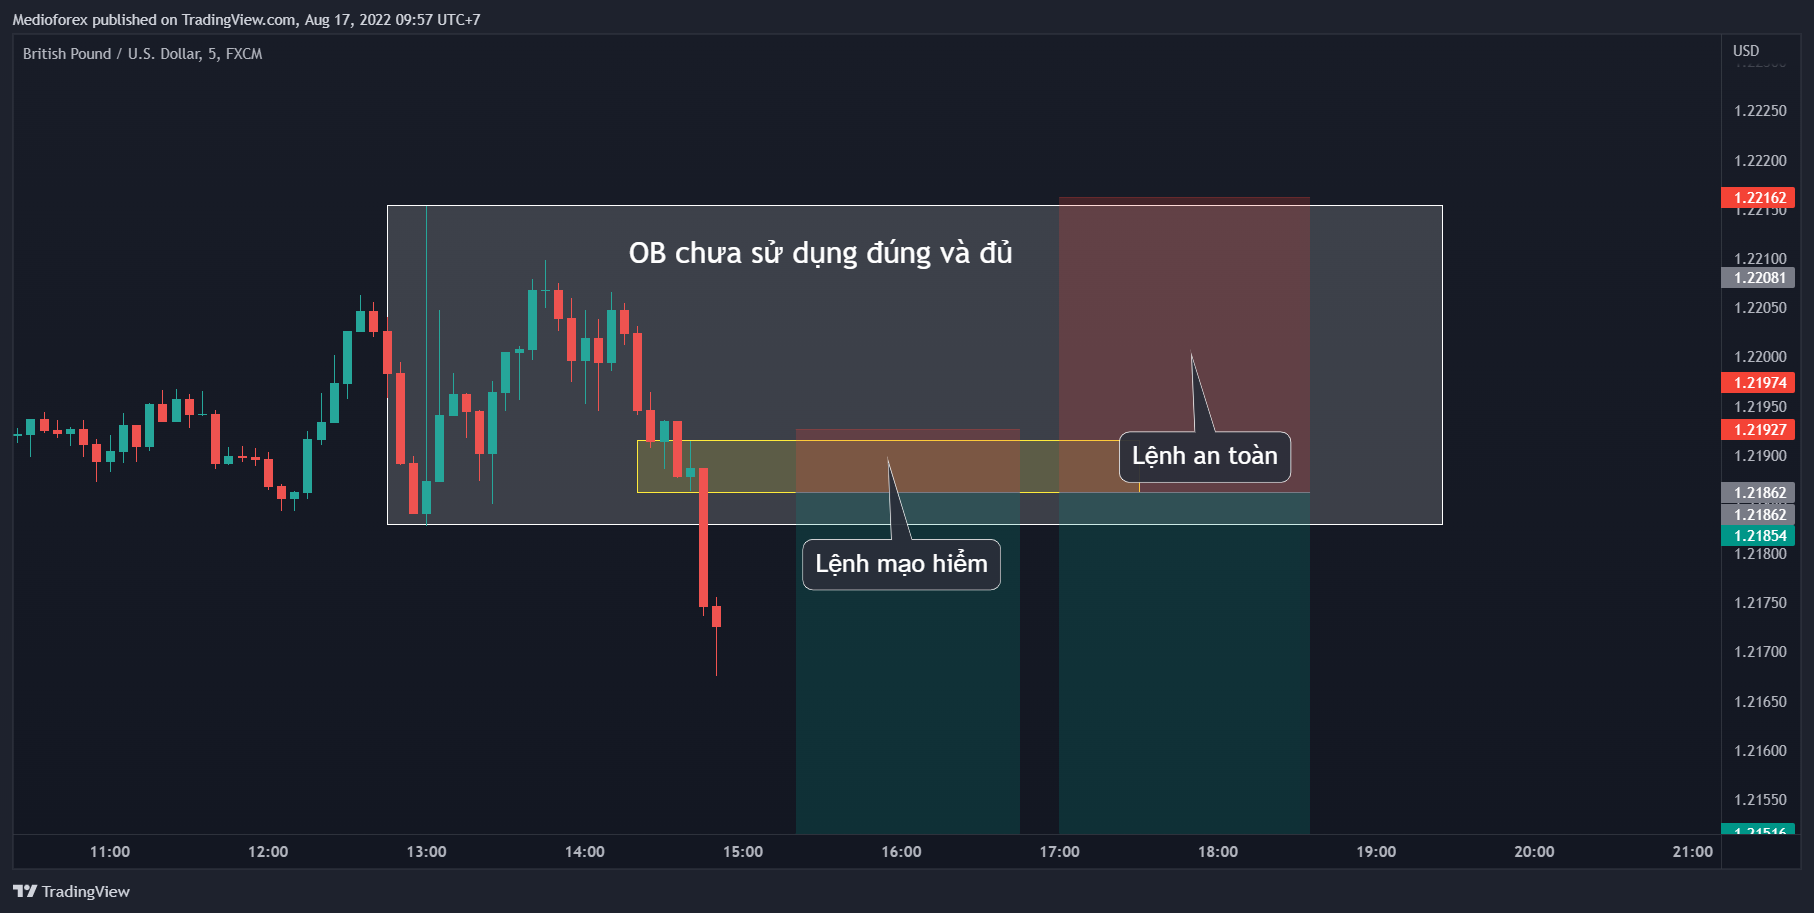 Medioforex published on TradingView.com, Aug 17, 2022 09:57 UTC+7
British Pound / U.S. Dollar, 5, FXCM
USD
1.22250
1.22200
1.22162
1.22150
OB chưa sử dụng đúng và đủ
1.22100
1.22081
1.22050
1.22000
1.21974
1.21950
1.21927
Lệnh an toàn
1.21900
1.21862
1.21862
1.21854
Lệnh mạo hiểm
1.21800
1.21750
1.21700
1.21650
1.21600
1.21550
1.21516
11:00 12:00 13:00 14:00 15:00 16:00 17:00 18:00 19:00 20:00 21:00
TradingView